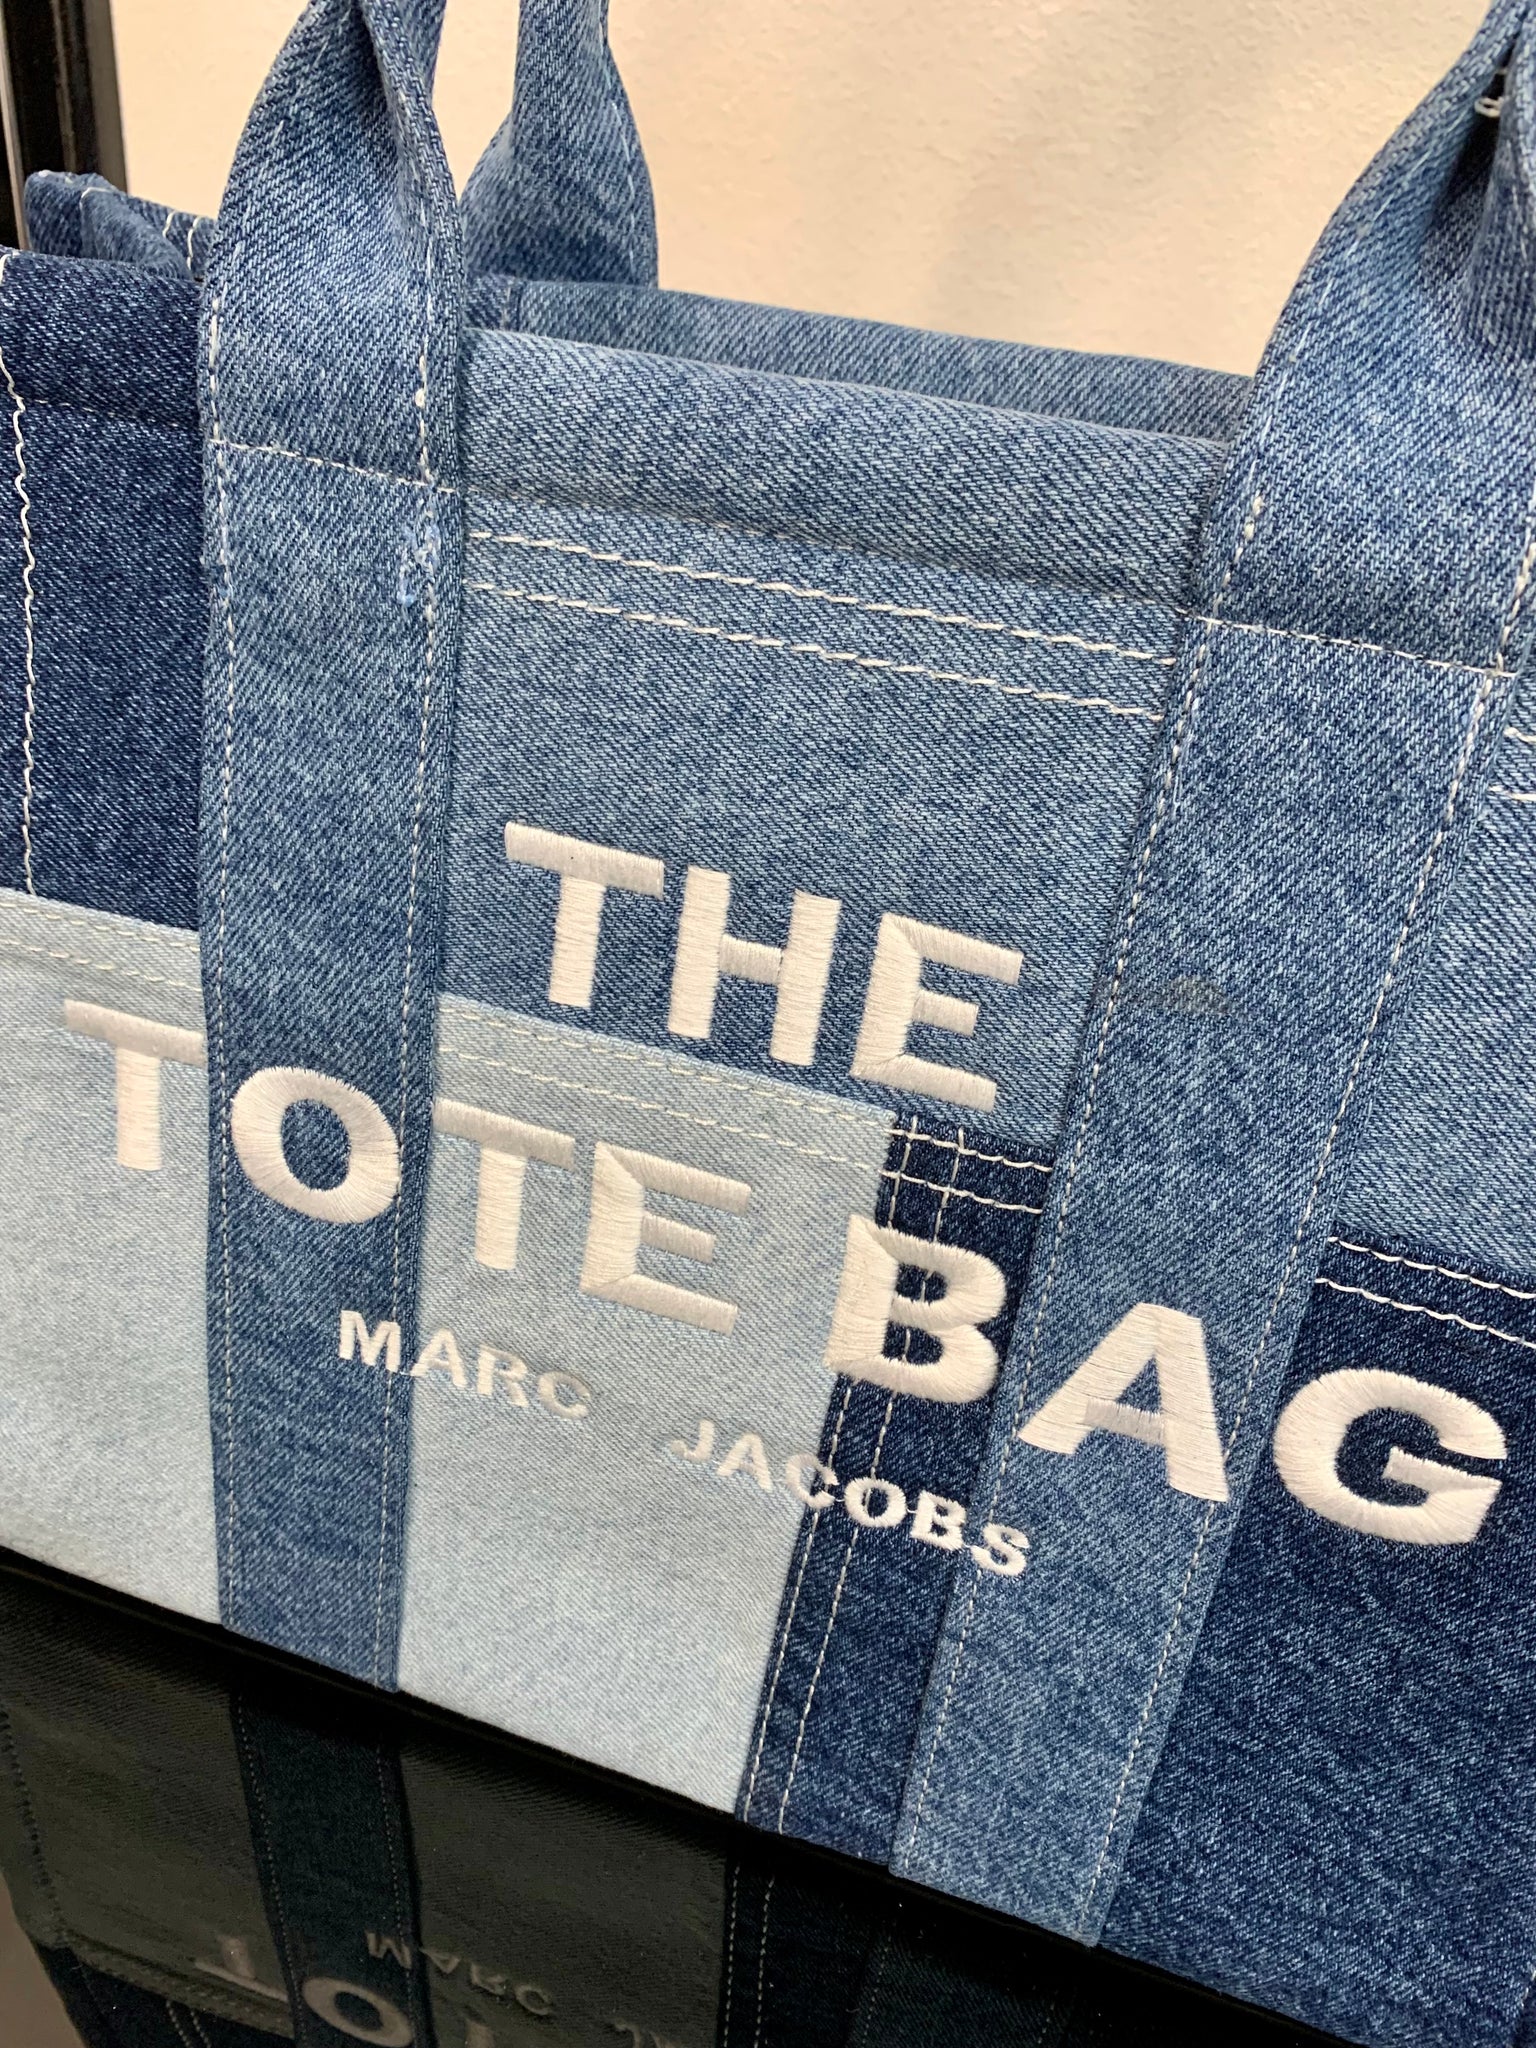 THE
TOTE BAG
MARC JACOBS